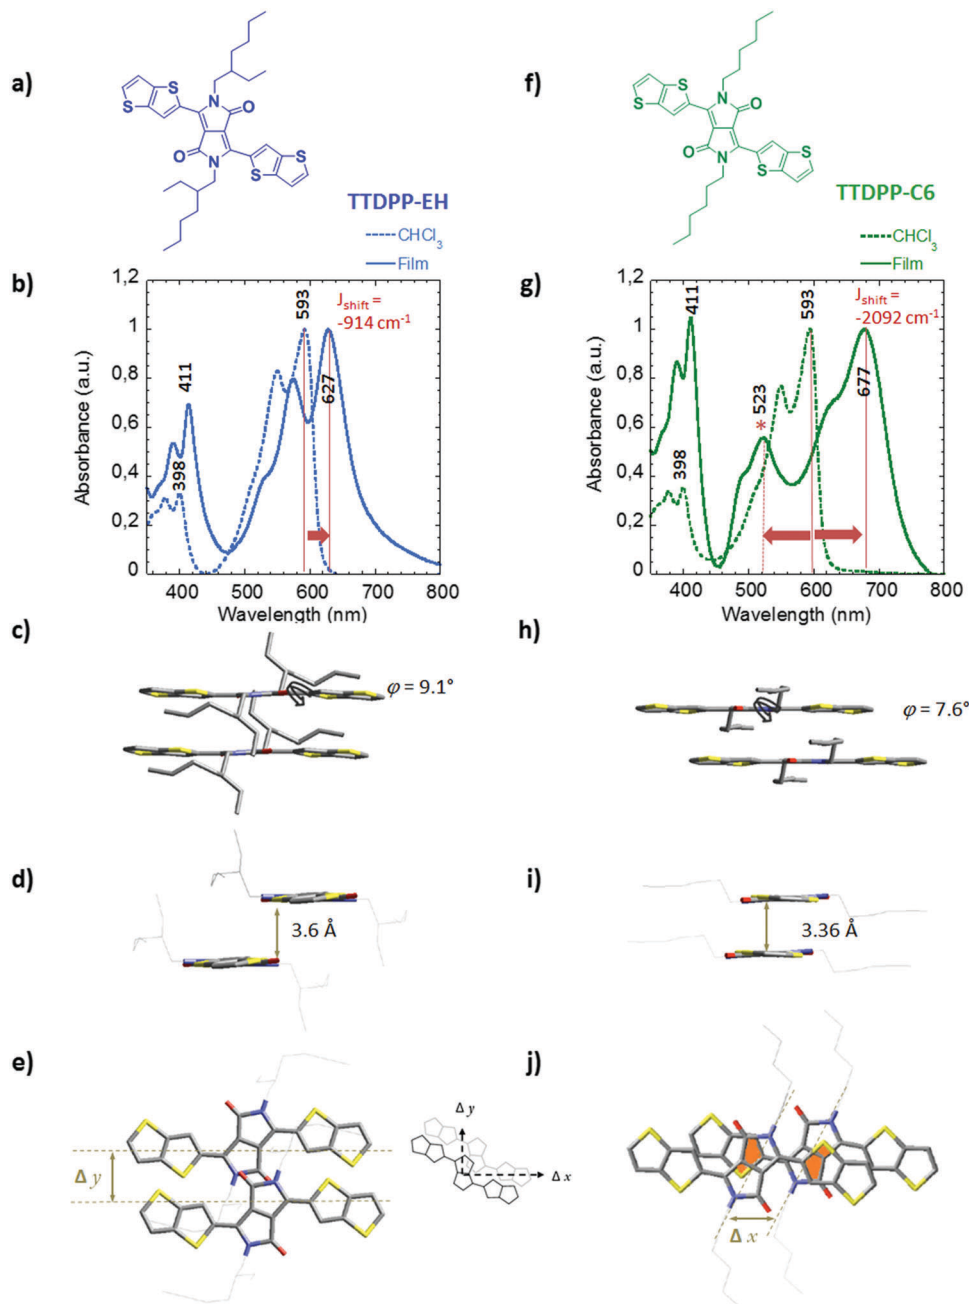 a)
N
O
S
S
S
S
O
N
TTDPP-EH
CHCl3
Film
f)
N
O
S
S
S
S
O
N
TTDPP-C6
CHCl3
Film
b)
1,2
1
0,8
0,6
0,4
0,2
0
Absorbance (a.u.)
411
398
593
627
Jshift =
-914 cm-1
400 500 600 700 800
Wavelength (nm)
g)
1,2
1
0,8
0,6
0,4
0,2
0
Absorbance (a.u.)
411
398
* 523
593
677
Jshift =
-2092 cm-1
400 500 600 700 800
Wavelength (nm)
c)
φ = 9.1°
h)
φ = 7.6°
d)
3.6 Å
i)
3.36 Å
e)
Δ y
Δ y
Δ x
j)
Δ x